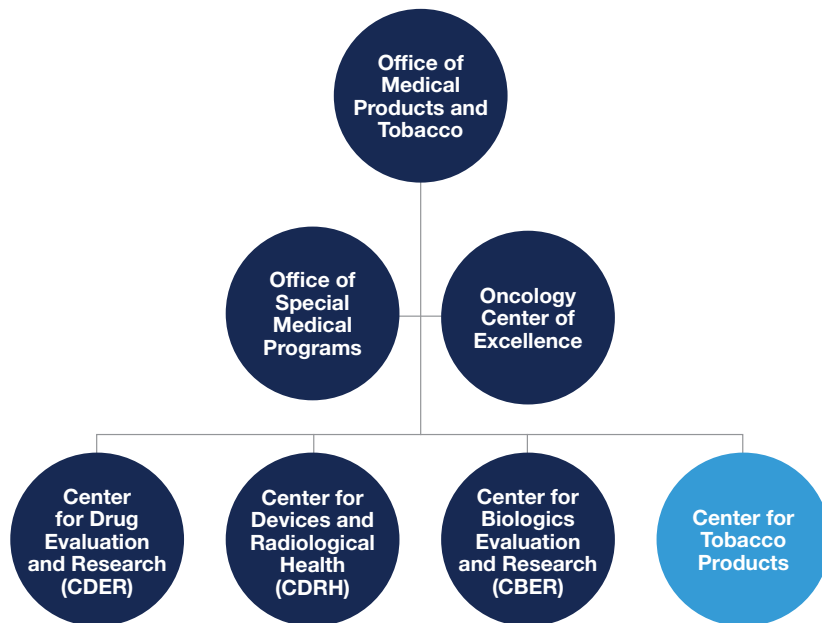 Office of
Medical
Products and
Tobacco
Office of
Special
Medical
Programs
Oncology
Center of
Excellence
Center
for Drug
Evaluation
and Research
(CDER)
Center for
Devices and
Radiological
Health
(CDRH)
Center for
Biologics
Evaluation
and Research
(CBER)
Center for
Tobacco
Products